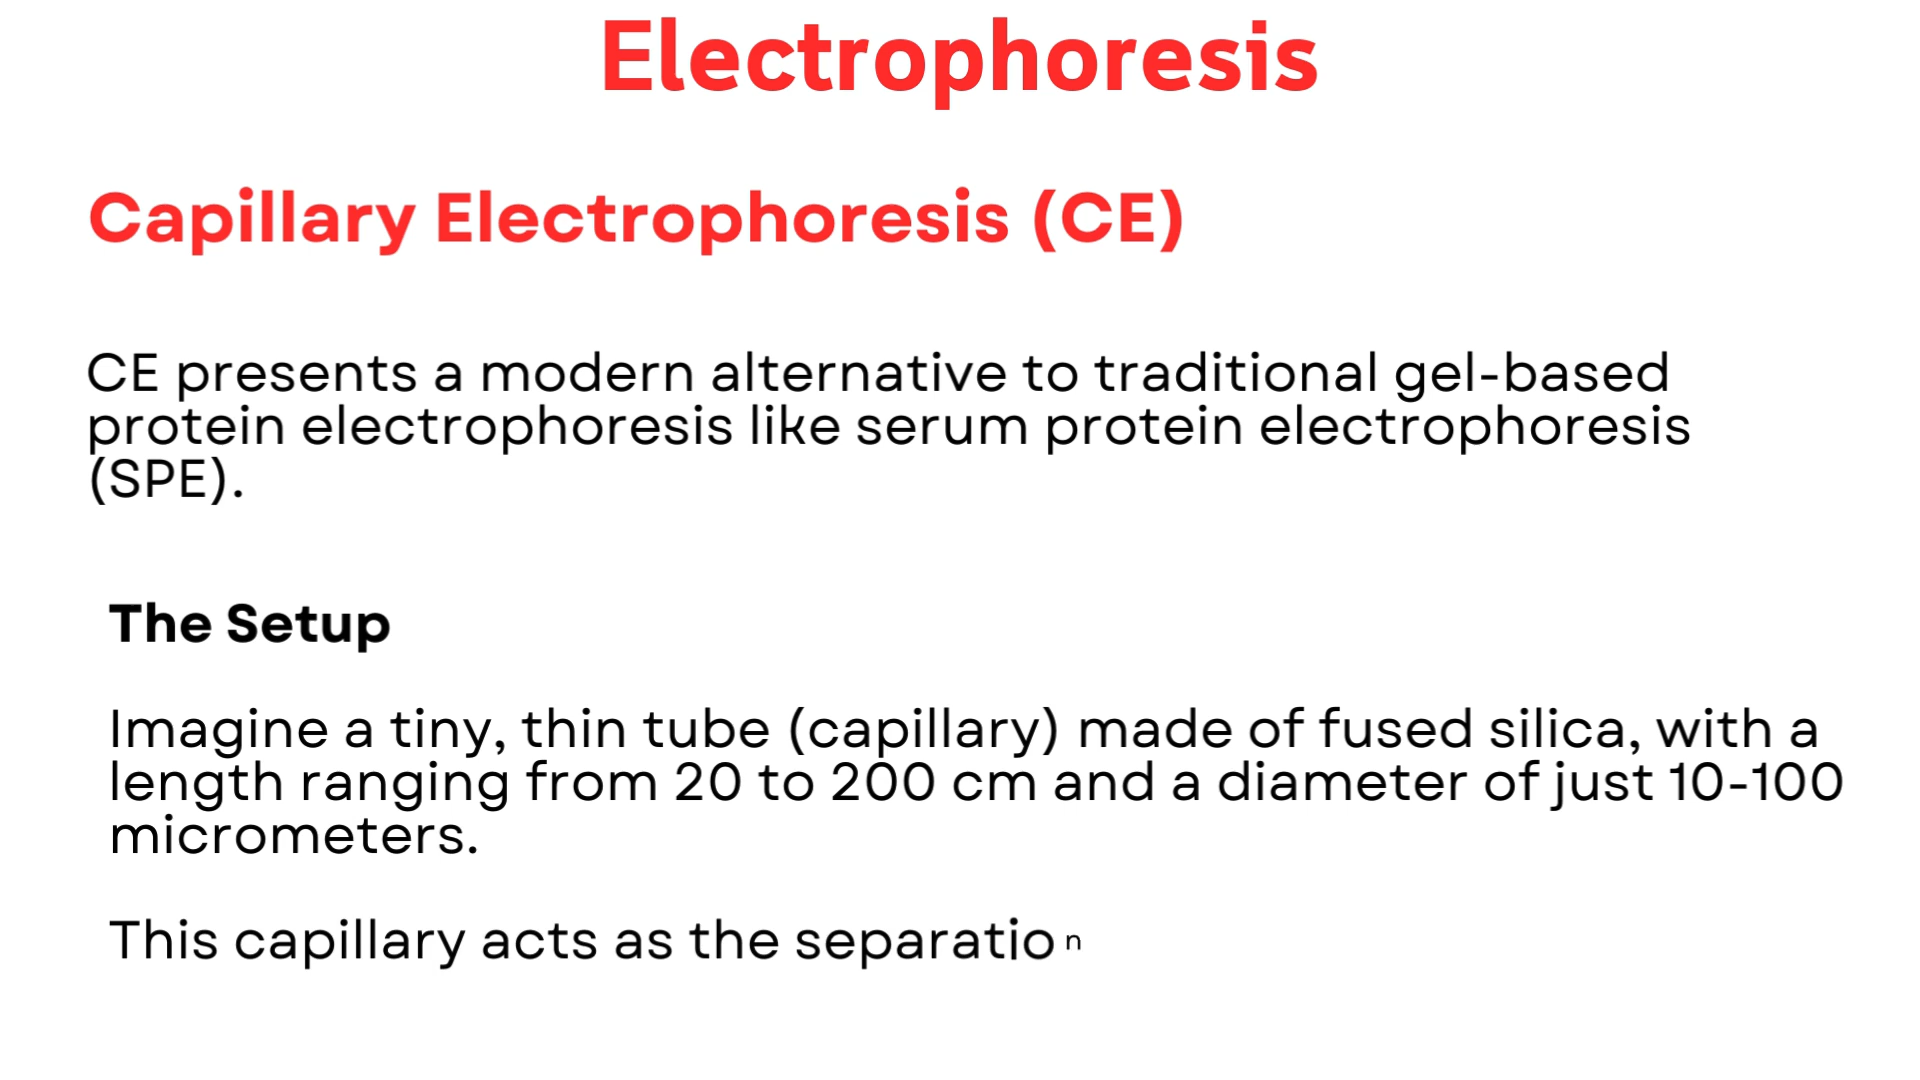 Electrophoresis
Capillary Electrophoresis (CE)
CE presents a modern alternative to traditional gel-based
protein electrophoresis like serum protein electrophoresis
(SPE).
The Setup
Imagine a tiny, thin tube (capillary) made of fused silica, with a
length ranging from 20 to 200 cm and a diameter of just 10-100
micrometers.
This capillary acts as the separation